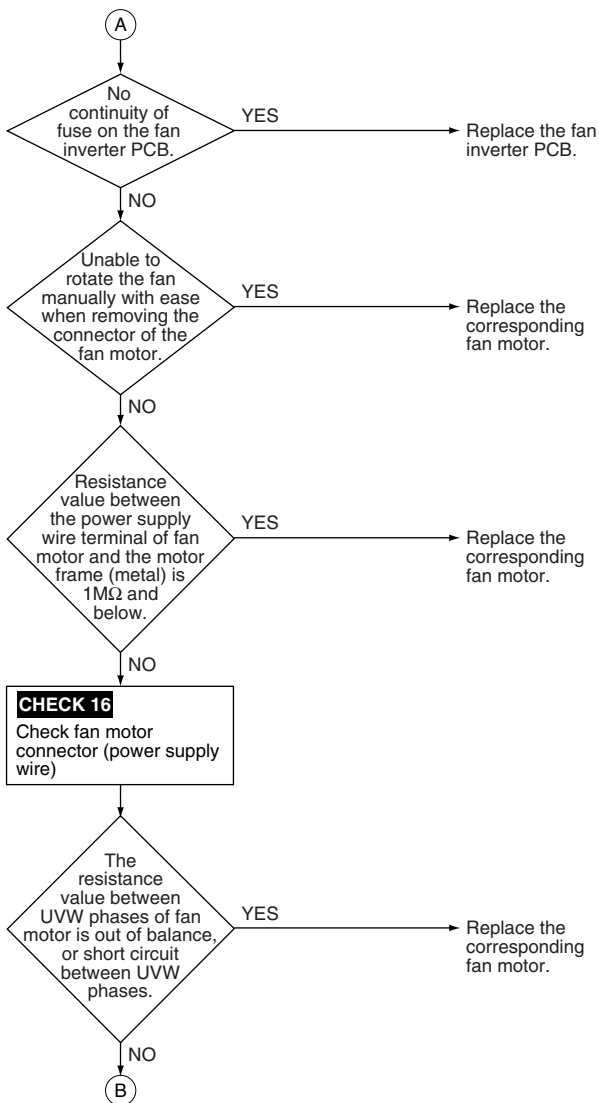 A
No
continuity of
fuse on the fan
inverter PCB.
YES
Replace the fan
inverter PCB.
NO
Unable to
rotate the fan
manually with ease
when removing the
connector of the
fan motor.
YES
Replace the
corresponding
fan motor.
NO
Resistance
value between
the power supply
wire terminal of fan
motor and the motor
frame (metal) is
1MΩ and
below.
YES
Replace the
corresponding
fan motor.
NO
CHECK 16
Check fan motor
connector (power supply
wire)
The
resistance
value between
UVW phases of fan
motor is out of balance,
or short circuit
between UVW
phases.
YES
Replace the
corresponding
fan motor.
NO
B